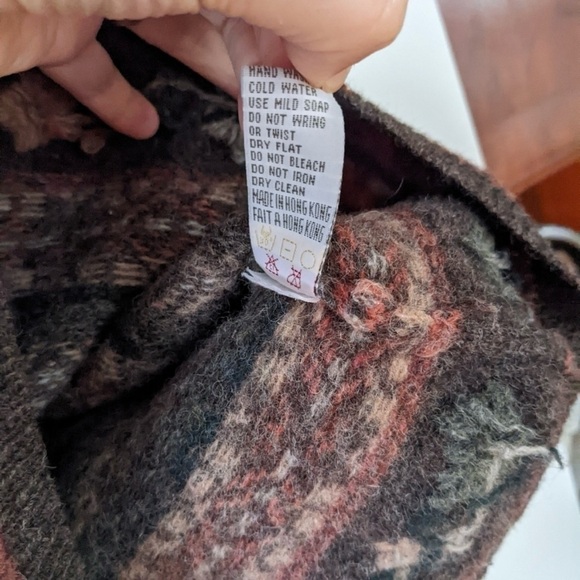 HAND WASH
COLD WATER
USE MILD SOAP
DO NOT WRING
OR TWIST
DRY FLAT
DO NOT BLEACH
DO NOT IRON
DRY CLEAN
MADE IN HONG KONG
FAIT A HONG KONG